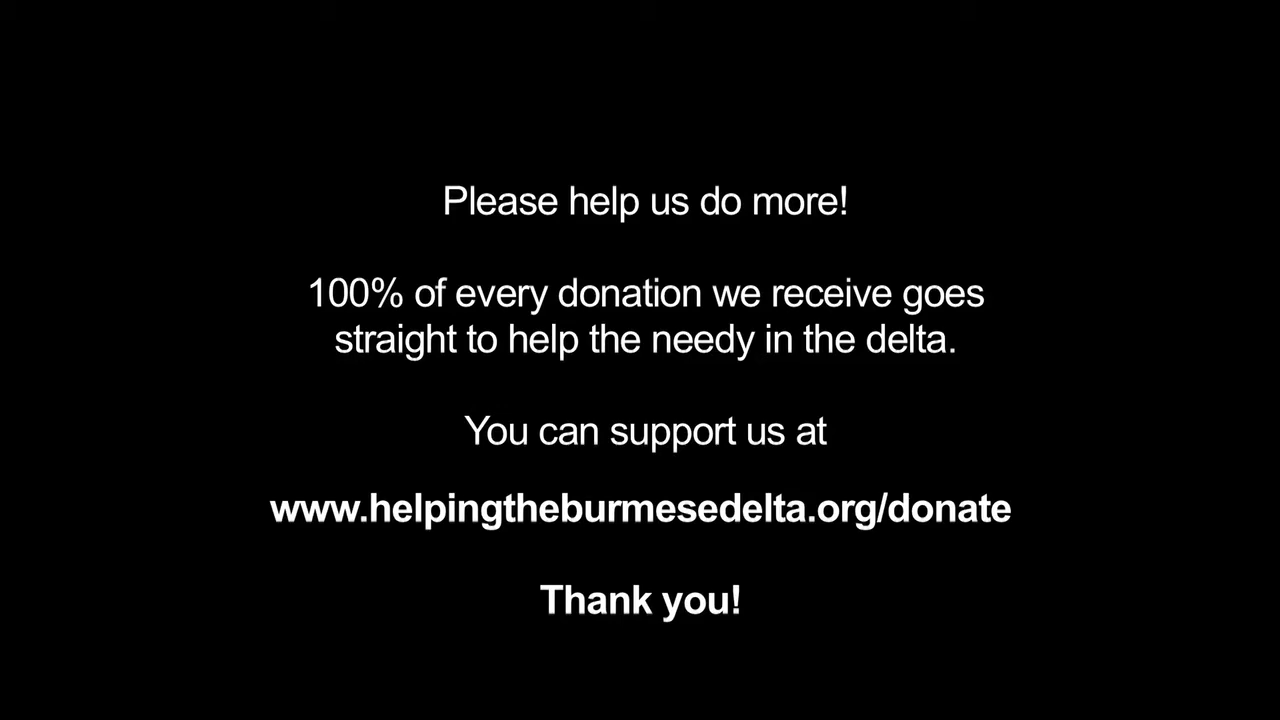 Please help us do more!
100% of every donation we receive goes
straight to help the needy in the delta.
You can support us at
www.helpingtheburmesedelta.org/donate
Thank you!